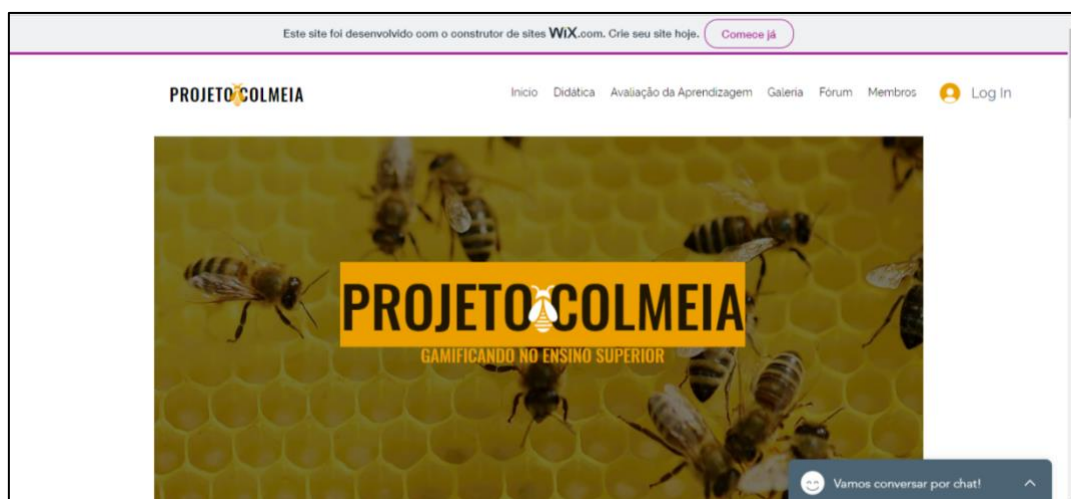 Este site foi desenvolvido com o construtor de sites WiX.com. Crie seu site hoje. Comece já
PROJETO COLMEIA
Início Didática Avaliação da Aprendizagem Galeria Fórum Membros Log In
PROJETO COLMEIA
GAMIFICANDO NO ENSINO SUPERIOR
Vamos conversar por chat!